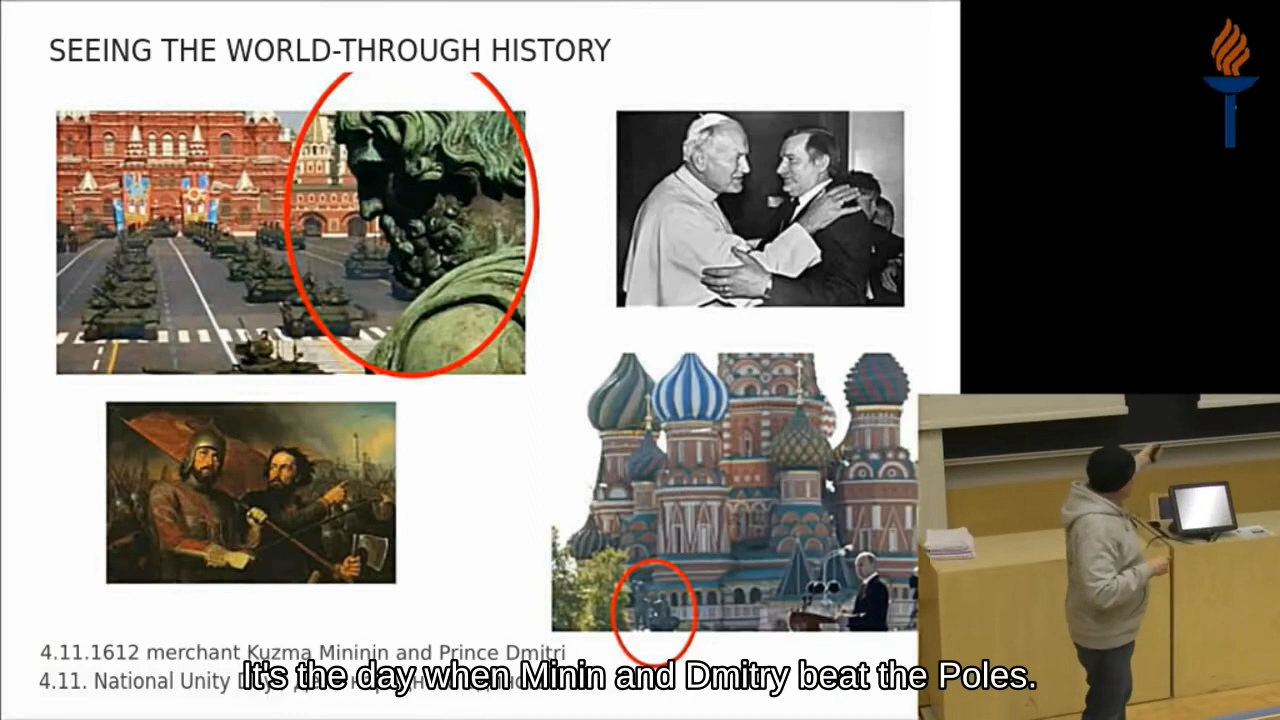 SEEING THE WORLD-THROUGH HISTORY
4.11.1612 merchant Kuzma Mininin and Prince Dmitri
4.11. National Unity
It's the day when Minin and Dmitry beat the Poles.